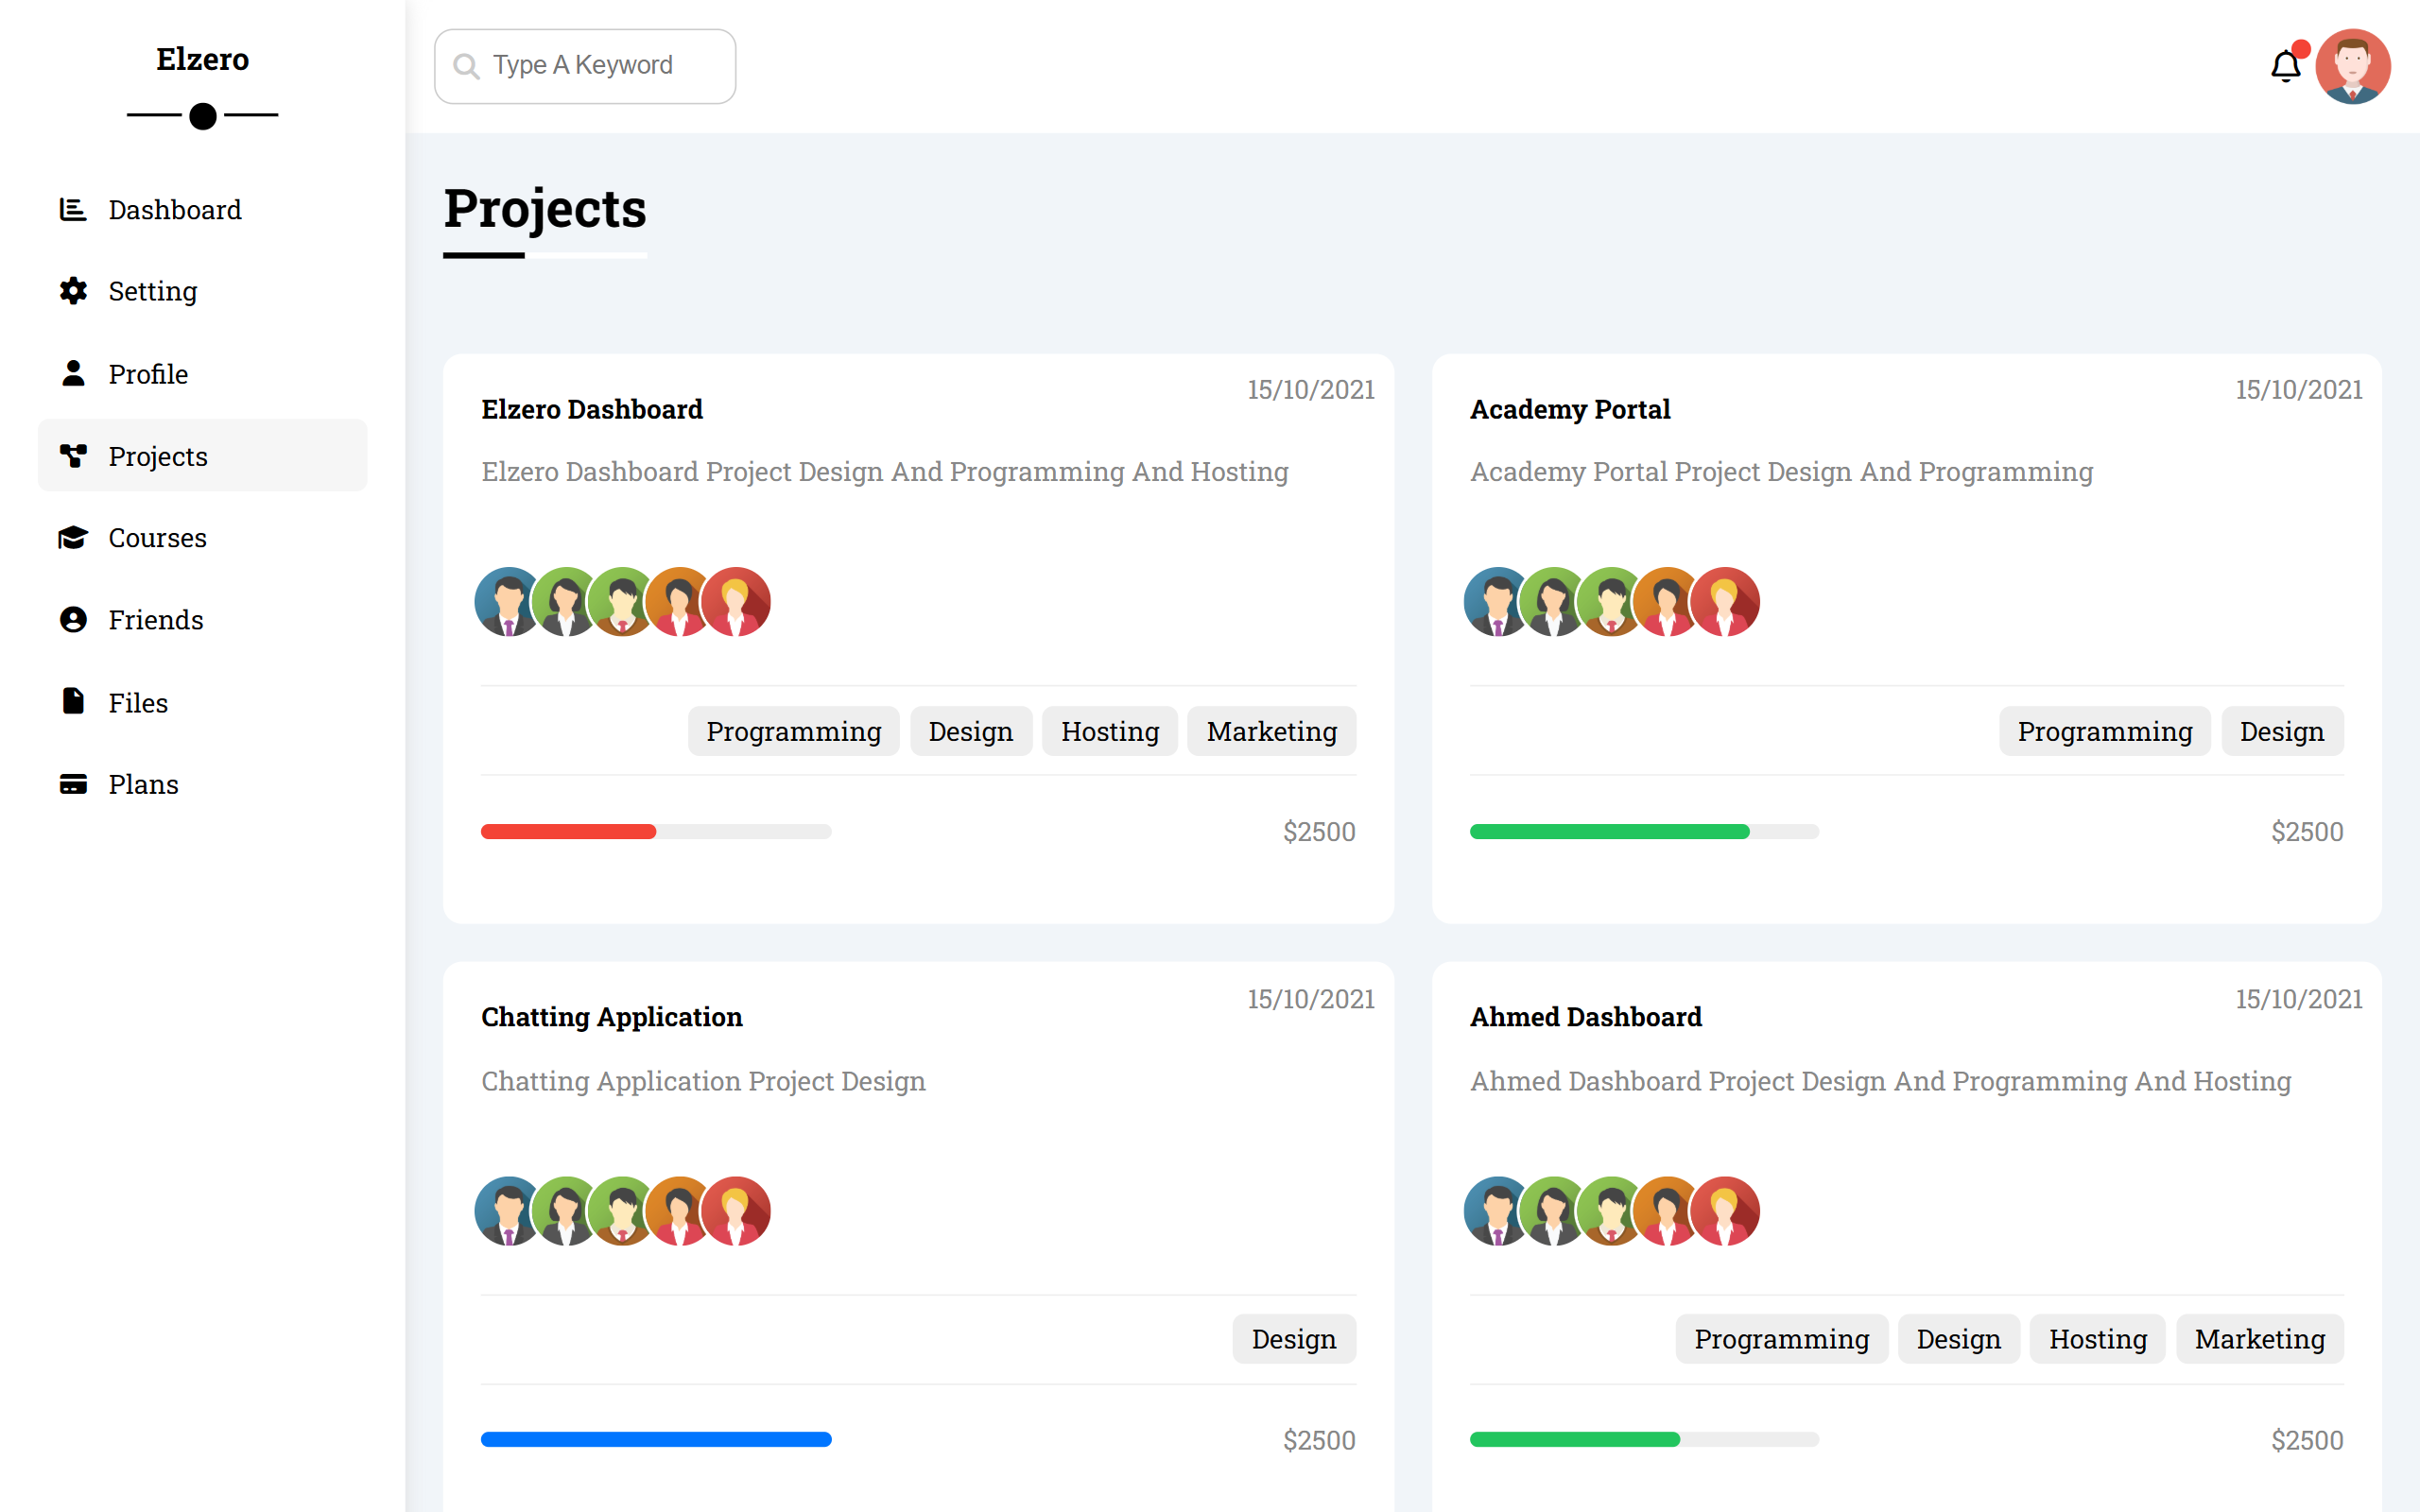 Elzero
Dashboard
Setting
Profile
Projects
Courses
Friends
Files
Plans
Type A Keyword
Projects
15/10/2021
Elzero Dashboard
Elzero Dashboard Project Design And Programming And Hosting
Programming Design Hosting Marketing
$2500
15/10/2021
Academy Portal
Academy Portal Project Design And Programming
Programming Design
$2500
15/10/2021
Chatting Application
Chatting Application Project Design
Design
$2500
15/10/2021
Ahmed Dashboard
Ahmed Dashboard Project Design And Programming And Hosting
Programming Design Hosting Marketing
$2500